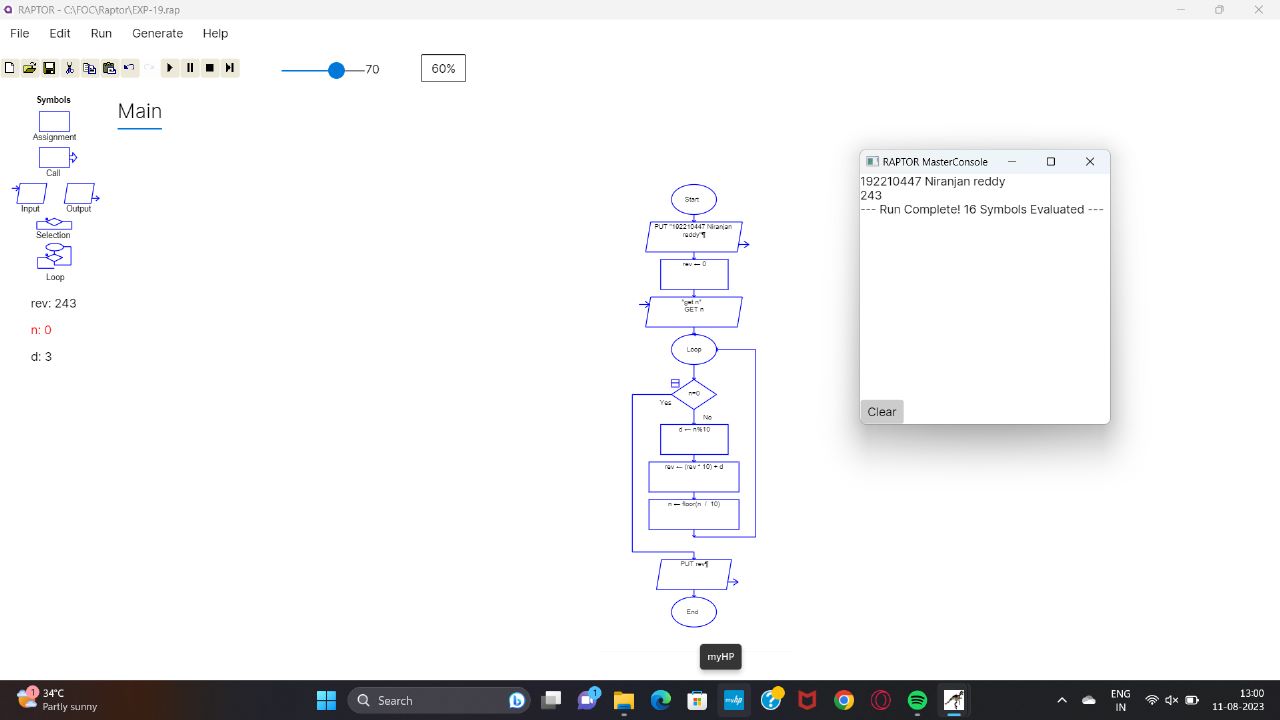 RAPTOR - C:\FOC\Raptor\EXP-19.rap
File Edit Run Generate Help
70
60%
Symbols
Assignment
Call
Input Output
Selection
Loop
rev: 243
n: 0
d: 3
Main
Start
PUT "192210447 Niranjan
reddy"¶
rev ← 0
"get n"
GET n
Loop
n=0
Yes
No
d ← n%10
rev ← (rev * 10) + d
n ← floor(n / 10)
PUT rev¶
End
RAPTOR MasterConsole
192210447 Niranjan reddy
243
--- Run Complete! 16 Symbols Evaluated ---
Clear
myHP
1
34°C
Partly sunny
Search
1
myhp
ENG
IN
13:00
11-08-2023